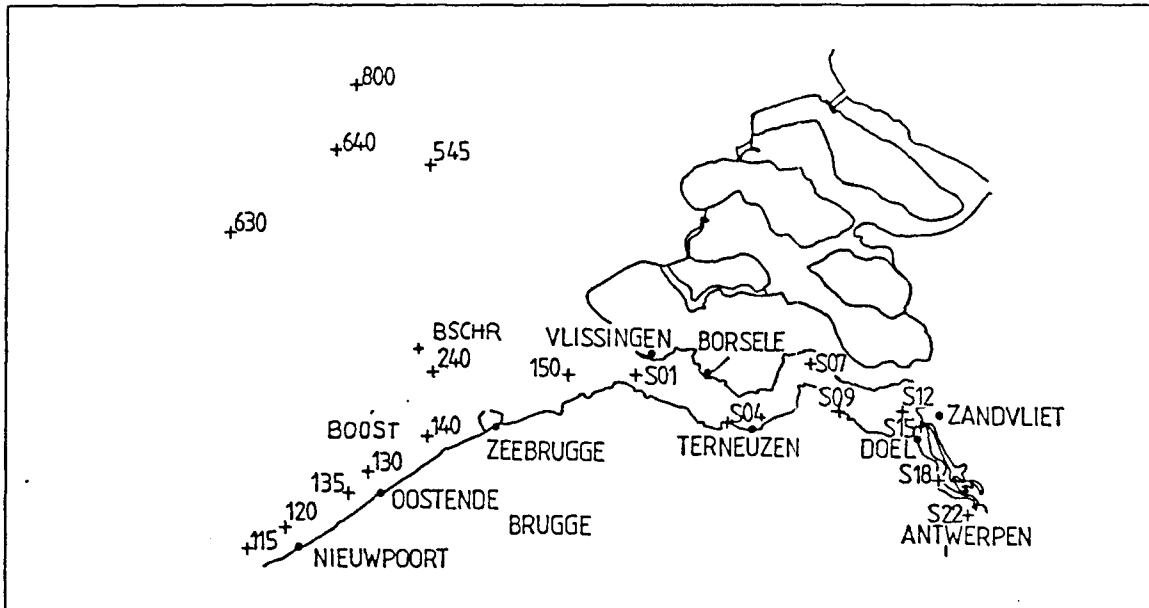 800
640
545
630
BSCHR
240
VLISSINGEN
BORSELE
150
S01
S07
S04
S09
S12
ZANDVLIET
S15
DOEL
TERNEUZEN
BOOST
140
ZEEBRUGGE
130
135
OOSTENDE
S18
120
BRUGGE
S22
115
NIEUWPOORT
ANTWERPEN